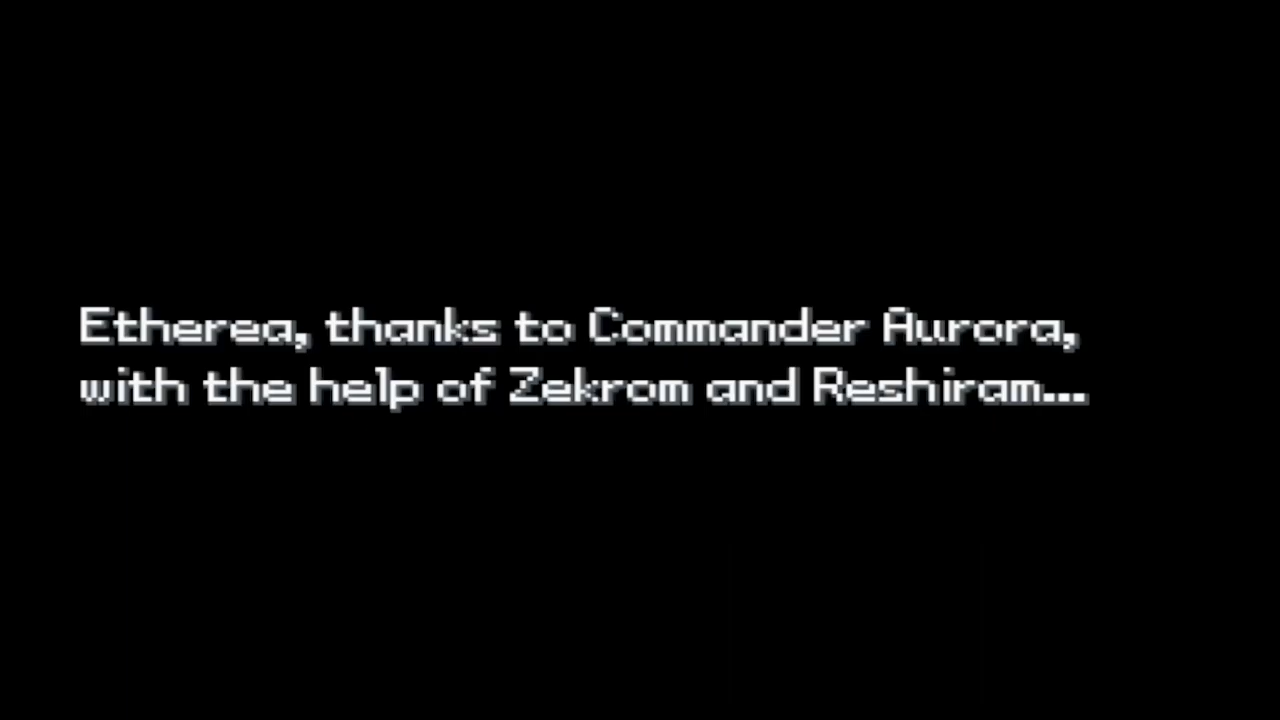 Etherea, thanks to Commander Aurora,
with the help of Zekrom and Reshiram...